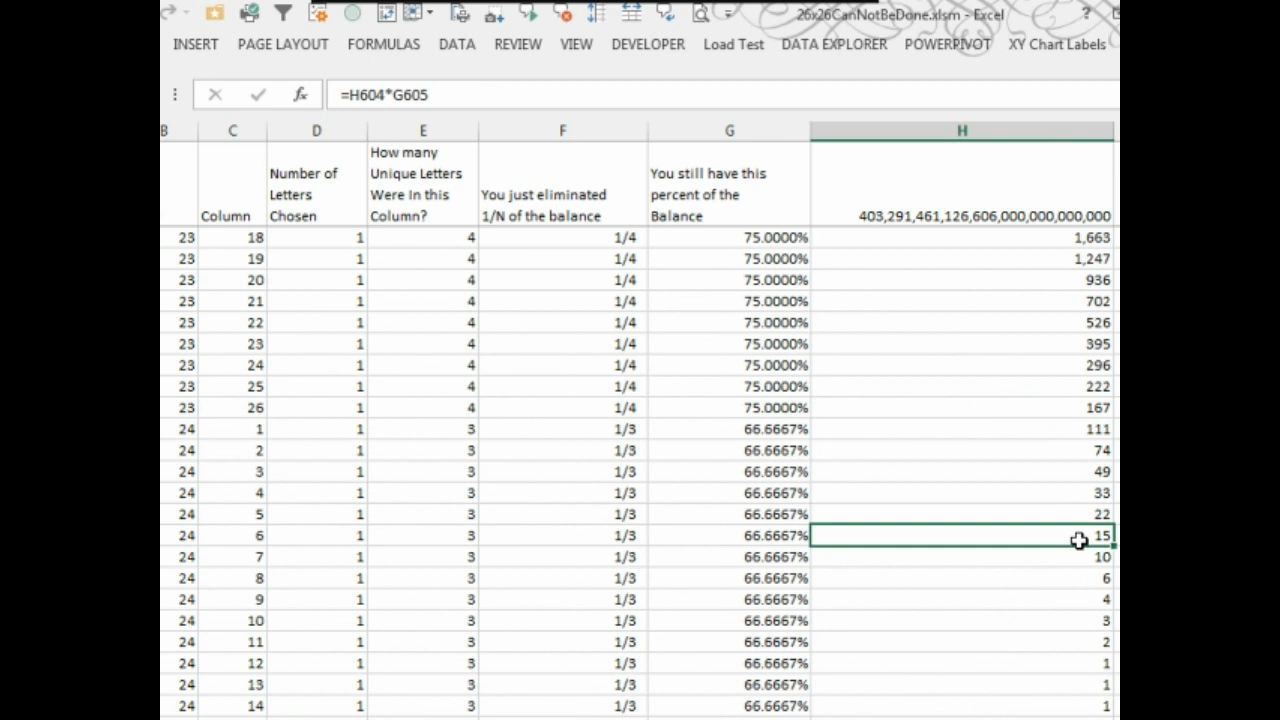 26x26CanNotBeDone.xlsm - Excel ?
INSERT PAGE LAYOUT FORMULAS DATA REVIEW VIEW DEVELOPER Load Test DATA EXPLORER POWERPIVOT XY Chart Labels
fx =H604*G605
B C D E F G H
Column
Number of
Letters
Chosen
How many
Unique Letters
Were In this
Column?
You just eliminated
1/N of the balance
You still have this
percent of the
Balance
403,291,461,126,606,000,000,000,000
23 18 1 4 1/4 75.0000% 1,663
23 19 1 4 1/4 75.0000% 1,247
23 20 1 4 1/4 75.0000% 936
23 21 1 4 1/4 75.0000% 702
23 22 1 4 1/4 75.0000% 526
23 23 1 4 1/4 75.0000% 395
23 24 1 4 1/4 75.0000% 296
23 25 1 4 1/4 75.0000% 222
23 26 1 4 1/4 75.0000% 167
24 1 1 3 1/3 66.6667% 111
24 2 1 3 1/3 66.6667% 74
24 3 1 3 1/3 66.6667% 49
24 4 1 3 1/3 66.6667% 33
24 5 1 3 1/3 66.6667% 22
24 6 1 3 1/3 66.6667% 15
24 7 1 3 1/3 66.6667% 10
24 8 1 3 1/3 66.6667% 6
24 9 1 3 1/3 66.6667% 4
24 10 1 3 1/3 66.6667% 3
24 11 1 3 1/3 66.6667% 2
24 12 1 3 1/3 66.6667% 1
24 13 1 3 1/3 66.6667% 1
24 14 1 3 1/3 66.6667% 1